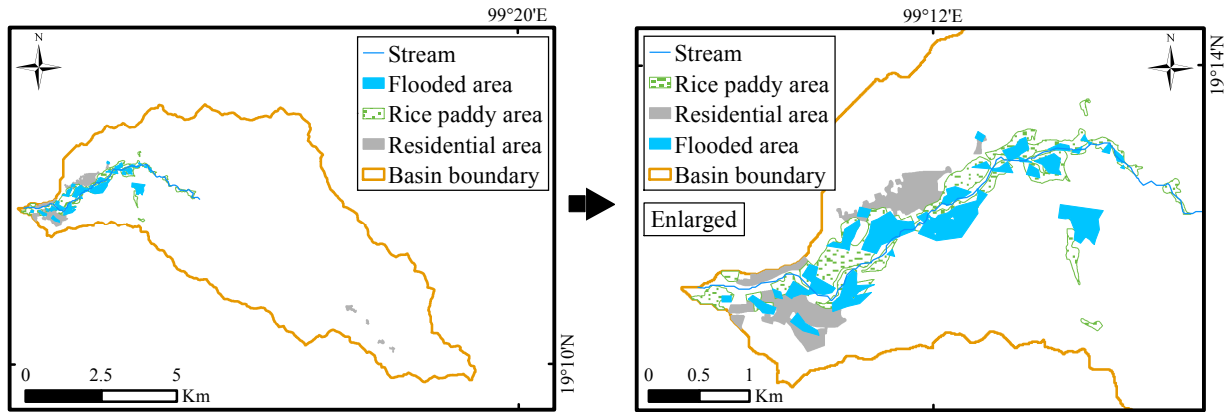 99°20'E
N
Stream
Flooded area
Rice paddy area
Residential area
Basin boundary
19°10'N
0 2.5 5
Km
99°12'E
N
19°14'N
Stream
Rice paddy area
Residential area
Flooded area
Basin boundary
Enlarged
0 0.5 1
Km